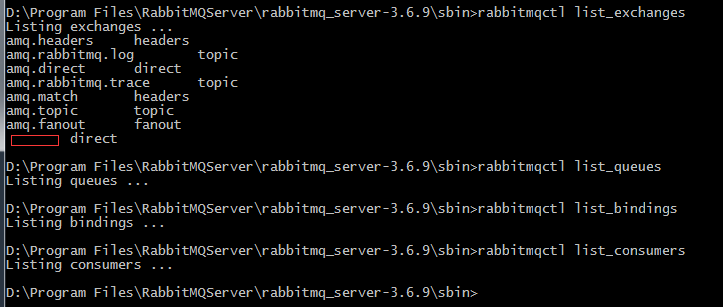 D:\Program Files\RabbitMQServer\rabbitmq_server-3.6.9\sbin>rabbitmqctl list_exchanges
Listing exchanges ...
amq.headers headers
amq.rabbitmq.log topic
amq.direct direct
amq.rabbitmq.trace topic
amq.match headers
amq.topic topic
amq.fanout fanout
direct
D:\Program Files\RabbitMQServer\rabbitmq_server-3.6.9\sbin>rabbitmqctl list_queues
Listing queues ...
D:\Program Files\RabbitMQServer\rabbitmq_server-3.6.9\sbin>rabbitmqctl list_bindings
Listing bindings ...
D:\Program Files\RabbitMQServer\rabbitmq_server-3.6.9\sbin>rabbitmqctl list_consumers
Listing consumers ...
D:\Program Files\RabbitMQServer\rabbitmq_server-3.6.9\sbin>